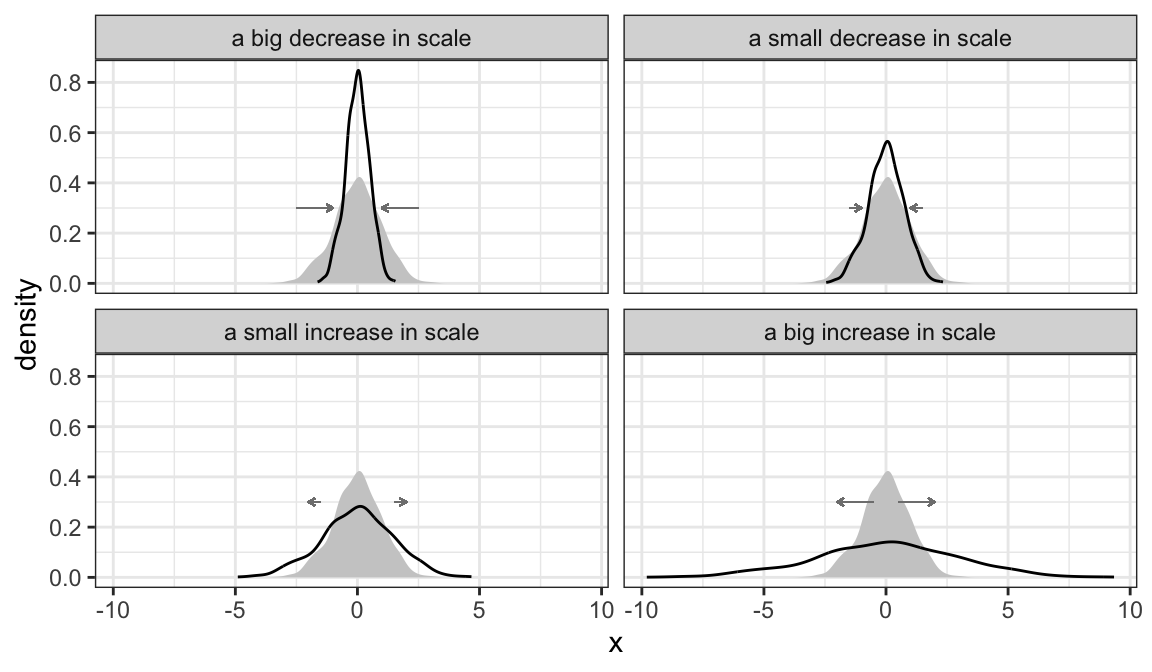 a big decrease in scale
a small decrease in scale
0.8
0.6
0.4
0.2
0.0
a small increase in scale
a big increase in scale
0.8
0.6
0.4
0.2
0.0
density
-10 -5 0 5 10 -10 -5 0 5 10
x